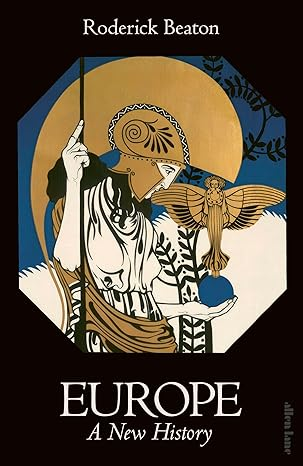 Roderick Beaton
EUROPE
A New History
allen lane